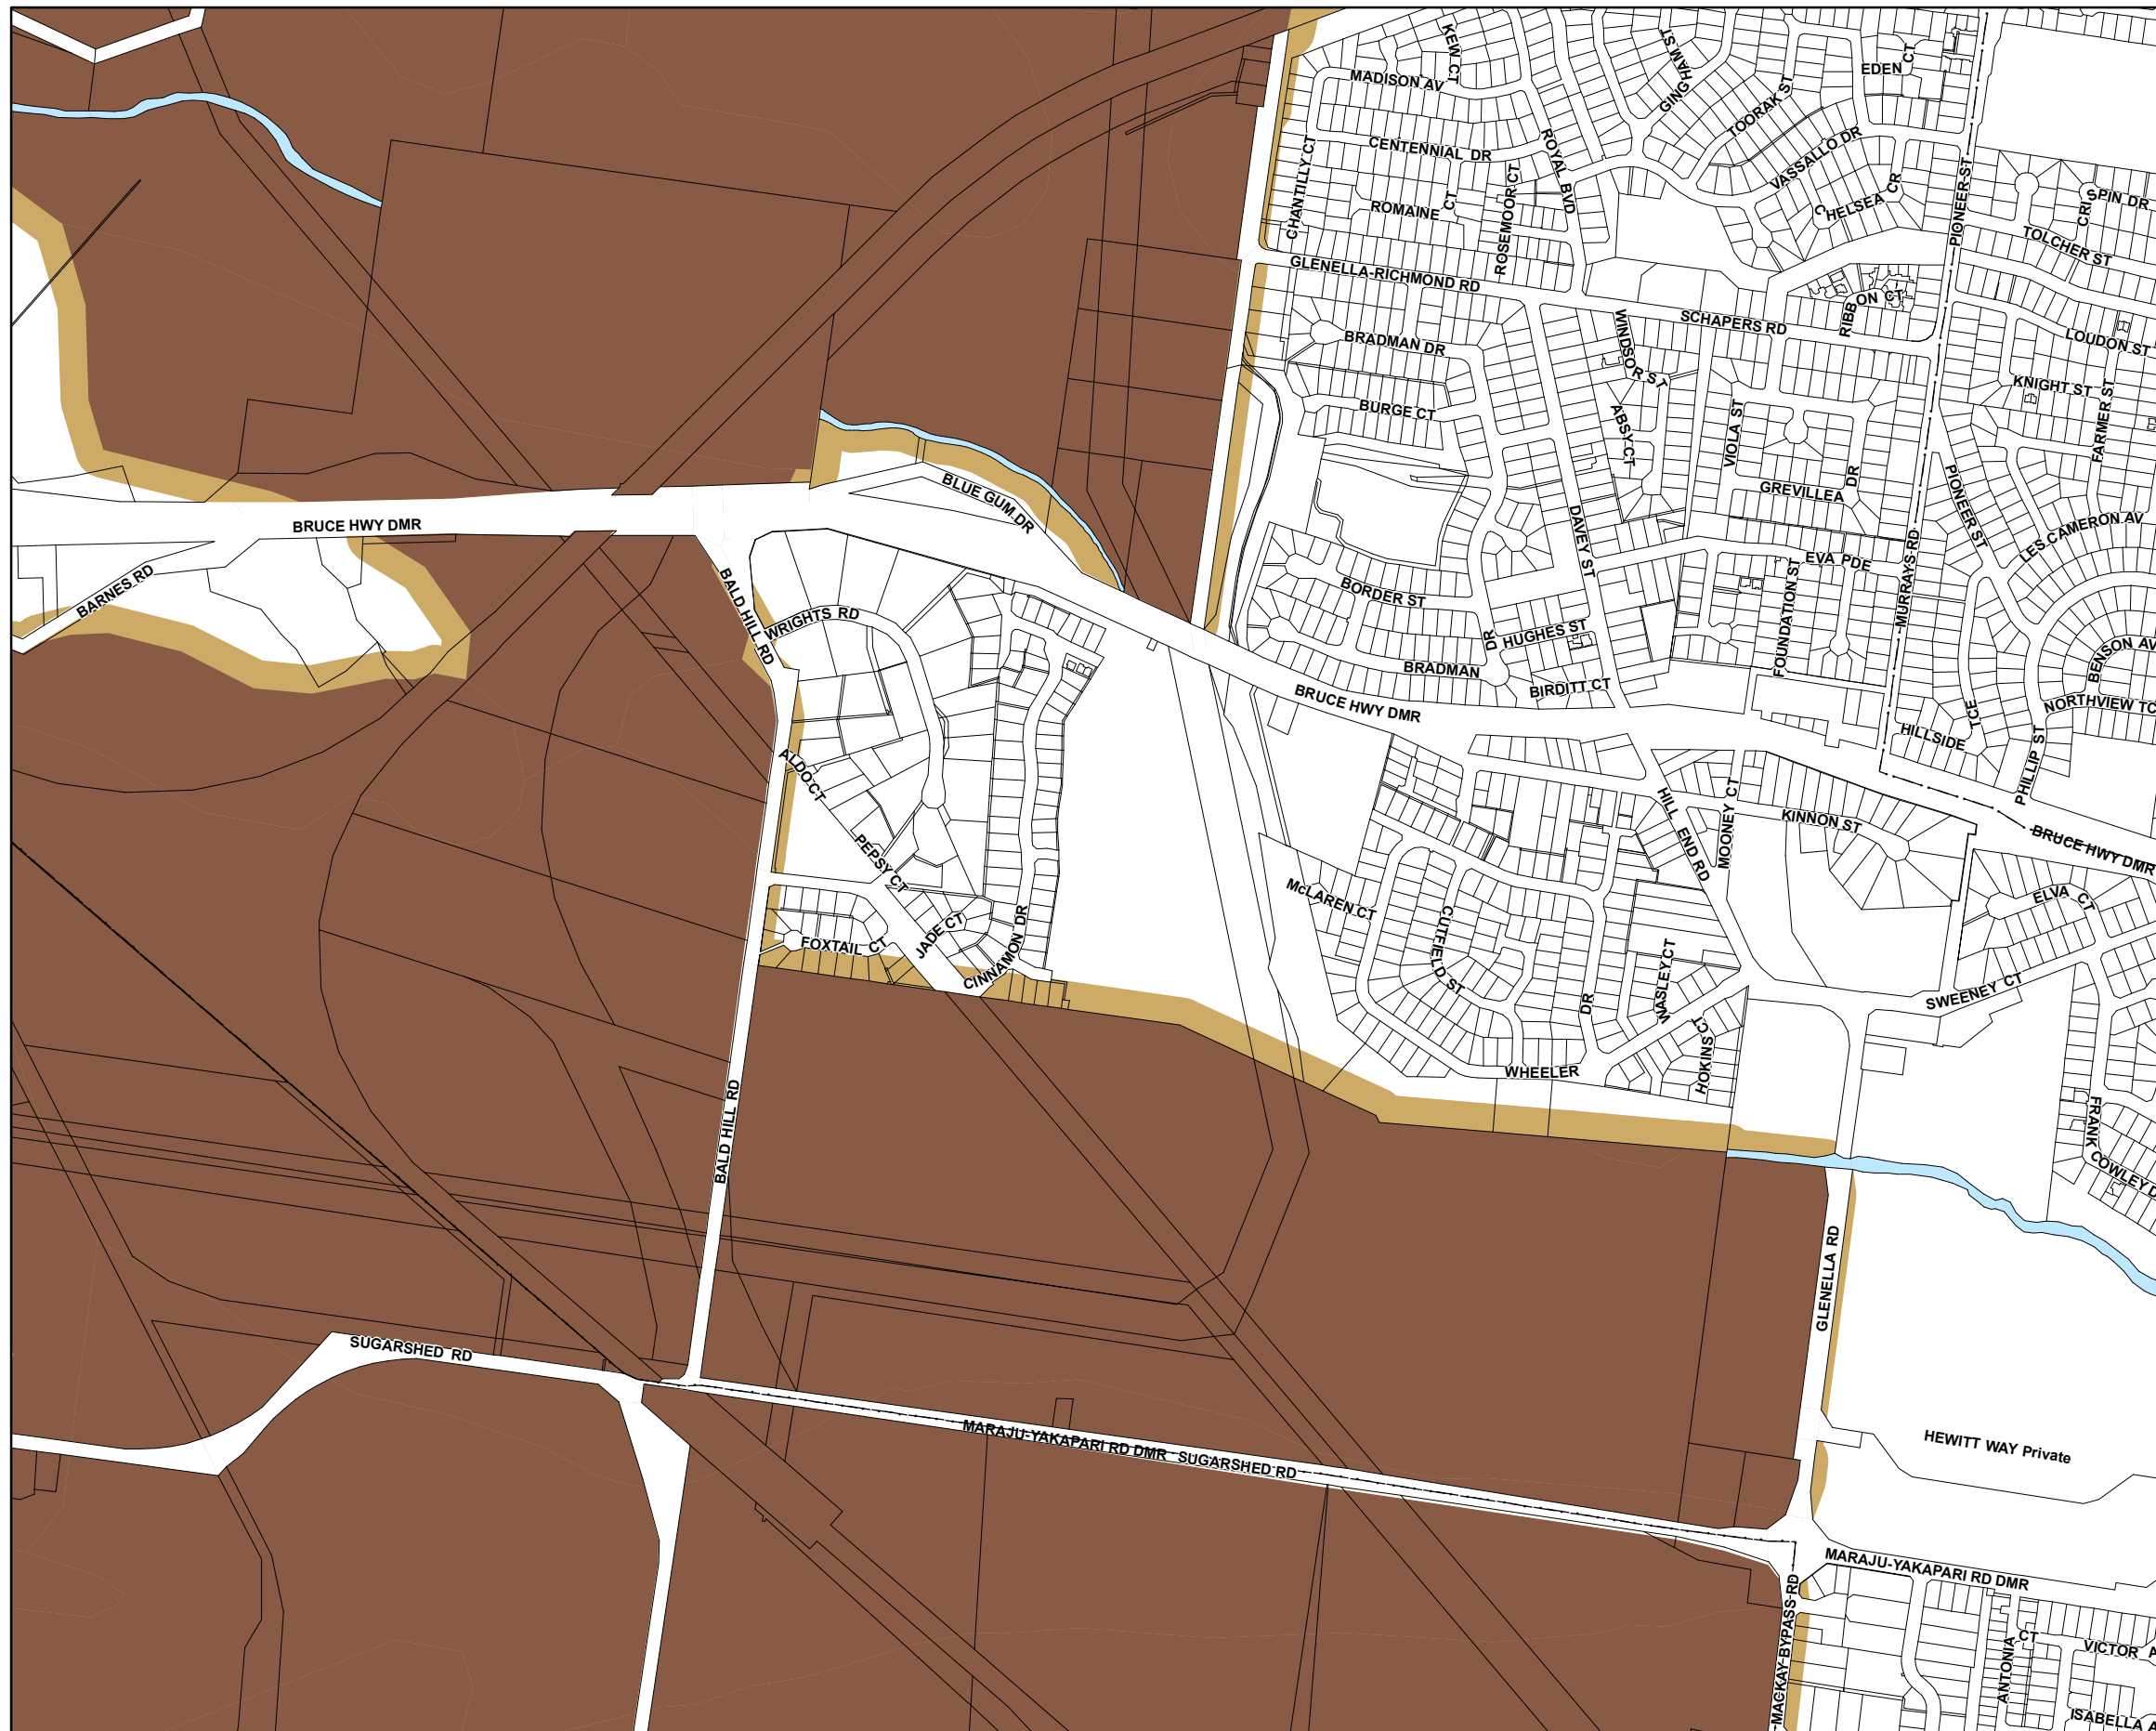 KEW CT
GINGHAM ST
EDEN CT
MADISON AV
TOORAK ST
CENTENNIAL DR
ROYAL BVD
VASSALLO DR
CHANTILLY CT
ROMAINE CT
ROSEMOOR CT
CHELSEA CR
PIONEER ST
SPIN DR
CRI
TOLCHER ST
GLENELLA-RICHMOND RD
SCHAPERS RD
RIBBON CT
LOUDON ST
BRADMAN DR
WINDSOR ST
KNIGHT ST
BURGE CT
ABSY CT
VIOLA ST
FARMER ST
GREVILLEA DR
PIONEER ST
BLUE GUM DR
BRUCE HWY DMR
DAVEY ST
LES CAMERON AV
EVA PDE
BARNES RD
BALD HILL RD
WRIGHTS RD
BORDER ST
FOUNDATION ST
MURRAYS RD
HUGHES ST
BRADMAN DR
BENSON AV
BIRDITT CT
BRUCE HWY DMR
NORTHVIEW TC
HILLSIDE TCE
PHILLIP ST
ALDO CT
HILL END RD
MOONEY CT
KINNON ST
BRUCE HWY DMR
PEPSY CT
McLAREN CT
ELVA CT
FOXTAIL CT
JADE CT
CINNAMON DR
CUTFIELD ST
WASLEY CT
SWEENEY CT
WHEELER DR
HOKINS CT
BALD HILL RD
FRANK COWLEY D
GLENELLA RD
SUGARSHED RD
MARAJU-YAKAPARI RD DMR - SUGARSHED RD
HEWITT WAY Private
MARAJU-YAKAPARI RD DMR
MACKAY-BYPASS-RD
ANTONIA CT
VICTOR A
ISABELLA A